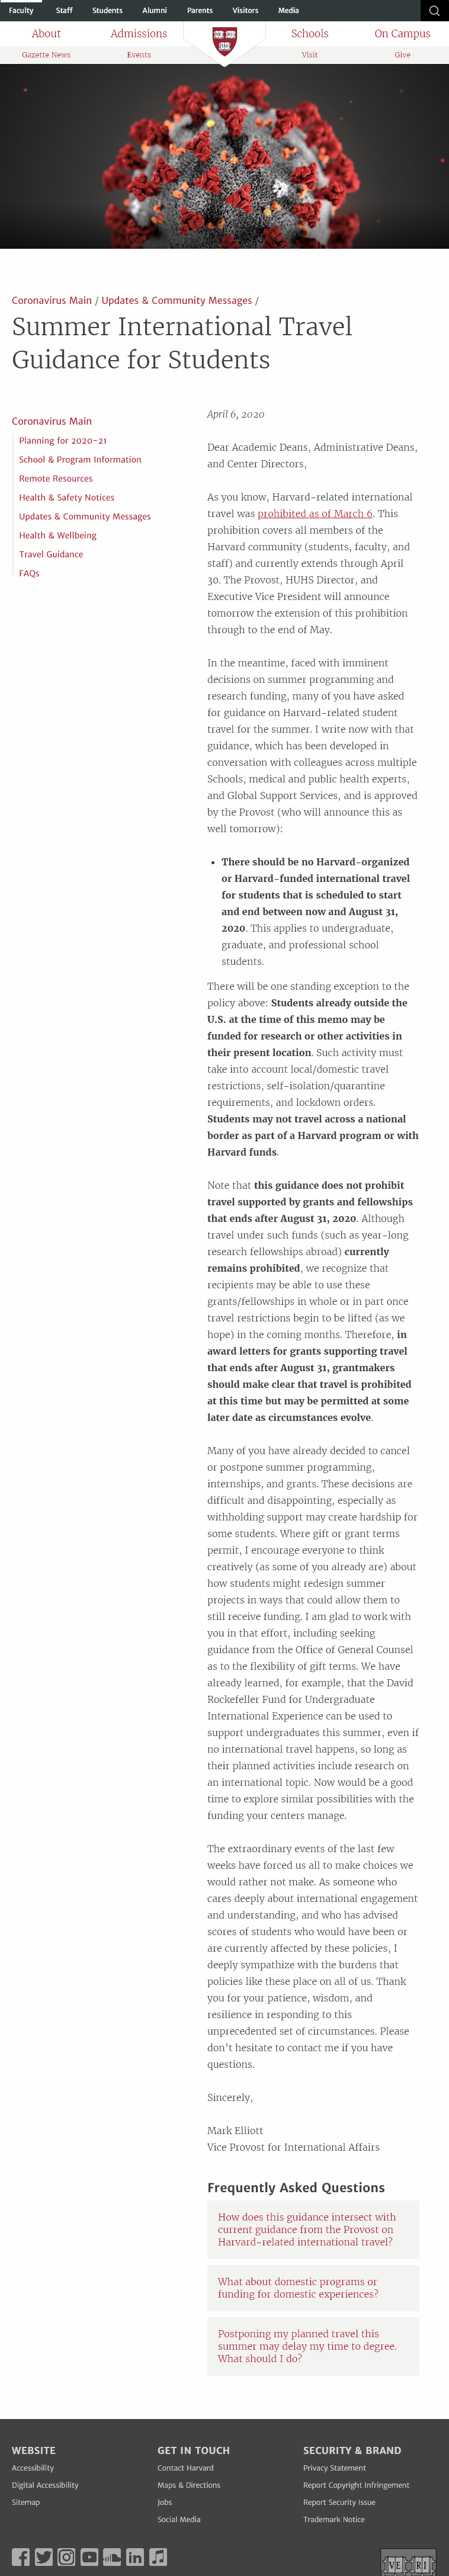 Faculty Staff Students Alumni Parents Visitors Media
About Admissions Schools On Campus
Gazette News Events Visit Give
VE RI TAS
Coronavirus Main / Updates & Community Messages /
Summer International Travel
Guidance for Students
Coronavirus Main
Planning for 2020-21
School & Program Information
Remote Resources
Health & Safety Notices
Updates & Community Messages
Health & Wellbeing
Travel Guidance
FAQs
April 6, 2020
Dear Academic Deans, Administrative Deans,
and Center Directors,
As you know, Harvard-related international
travel was prohibited as of March 6. This
prohibition covers all members of the
Harvard community (students, faculty, and
staff) and currently extends through April
30. The Provost, HUHS Director, and
Executive Vice President will announce
tomorrow the extension of this prohibition
through to the end of May.
In the meantime, faced with imminent
decisions on summer programming and
research funding, many of you have asked
for guidance on Harvard-related student
travel for the summer. I write now with that
guidance, which has been developed in
conversation with colleagues across multiple
Schools, medical and public health experts,
and Global Support Services, and is approved
by the Provost (who will announce this as
well tomorrow):
• There should be no Harvard-organized
or Harvard-funded international travel
for students that is scheduled to start
and end between now and August 31,
2020. This applies to undergraduate,
graduate, and professional school
students.
There will be one standing exception to the
policy above: Students already outside the
U.S. at the time of this memo may be
funded for research or other activities in
their present location. Such activity must
take into account local/domestic travel
restrictions, self-isolation/quarantine
requirements, and lockdown orders.
Students may not travel across a national
border as part of a Harvard program or with
Harvard funds.
Note that this guidance does not prohibit
travel supported by grants and fellowships
that ends after August 31, 2020. Although
travel under such funds (such as year-long
research fellowships abroad) currently
remains prohibited, we recognize that
recipients may be able to use these
grants/fellowships in whole or in part once
travel restrictions begin to be lifted (as we
hope) in the coming months. Therefore, in
award letters for grants supporting travel
that ends after August 31, grantmakers
should make clear that travel is prohibited
at this time but may be permitted at some
later date as circumstances evolve.
Many of you have already decided to cancel
or postpone summer programming,
internships, and grants. These decisions are
difficult and disappointing, especially as
withholding support may create hardship for
some students. Where gift or grant terms
permit, I encourage everyone to think
creatively (as some of you already are) about
how students might redesign summer
projects in ways that could allow them to
still receive funding. I am glad to work with
you in that effort, including seeking
guidance from the Office of General Counsel
as to the flexibility of gift terms. We have
already learned, for example, that the David
Rockefeller Fund for Undergraduate
International Experience can be used to
support undergraduates this summer, even if
no international travel happens, so long as
their planned activities include research on
an international topic. Now would be a good
time to explore similar possibilities with the
funding your centers manage.
The extraordinary events of the last few
weeks have forced us all to make choices we
would rather not make. As someone who
cares deeply about international engagement
and understanding, and who has advised
scores of students who would have been or
are currently affected by these policies, I
deeply sympathize with the burdens that
policies like these place on all of us. Thank
you for your patience, wisdom, and
resilience in responding to this
unprecedented set of circumstances. Please
don't hesitate to contact me if you have
questions.
Sincerely,
Mark Elliott
Vice Provost for International Affairs
Frequently Asked Questions
How does this guidance intersect with
current guidance from the Provost on
Harvard-related international travel?
What about domestic programs or
funding for domestic experiences?
Postponing my planned travel this
summer may delay my time to degree.
What should I do?
WEBSITE GET IN TOUCH SECURITY & BRAND
Accessibility Contact Harvard Privacy Statement
Digital Accessibility Maps & Directions Report Copyright Infringement
Sitemap Jobs Report Security Issue
Social Media Trademark Notice
VE RI